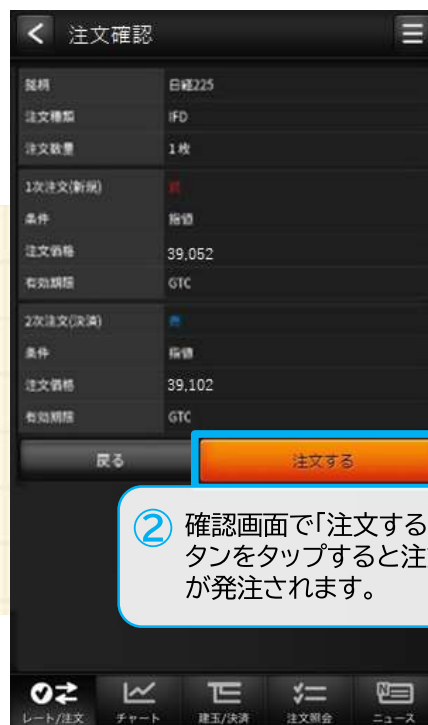 注文確認
銘柄 日経225
注文種類 IFD
注文数量 1枚
1次注文(新規) 買
条件 指値
注文価格 39,052
有効期限 GTC
2次注文(決済) 売
条件 指値
注文価格 39,102
有効期限 GTC
戻る 注文する
② 確認画面で「注文する
タンをタップすると注
が発注されます。
レート/注文 チャート 建玉/決済 注文照会 ニュース